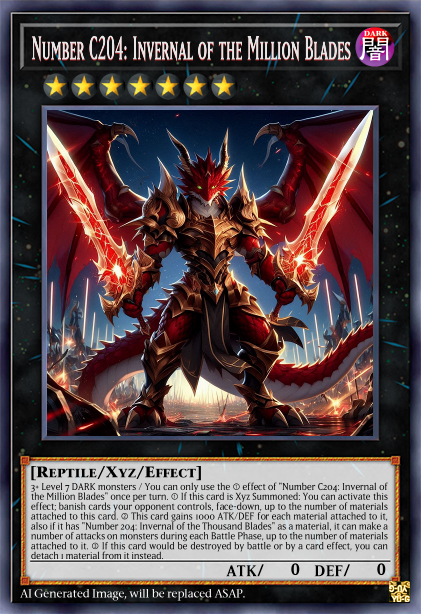 Number C204: Invernal of the Million Blades
DARK
闇
[Reptile/Xyz/Effect]
3+ Level 7 DARK monsters / You can only use the ① effect of "Number C204: Invernal of
the Million Blades" once per turn. ① If this card is Xyz Summoned: You can activate this
effect; banish cards your opponent controls, face-down, up to the number of materials
attached to this card. ② This card gains 1000 ATK/DEF for each material attached to it,
also if it has "Number 204: Invernal of the Thousand Blades" as a material, it can make a
number of attacks on monsters during each Battle Phase, up to the number of materials
attached to it. ③ If this card would be destroyed by battle or by a card effect, you can
detach 1 material from it instead.
ATK/ 0 DEF/ 0
AI Generated Image, will be replaced ASAP.